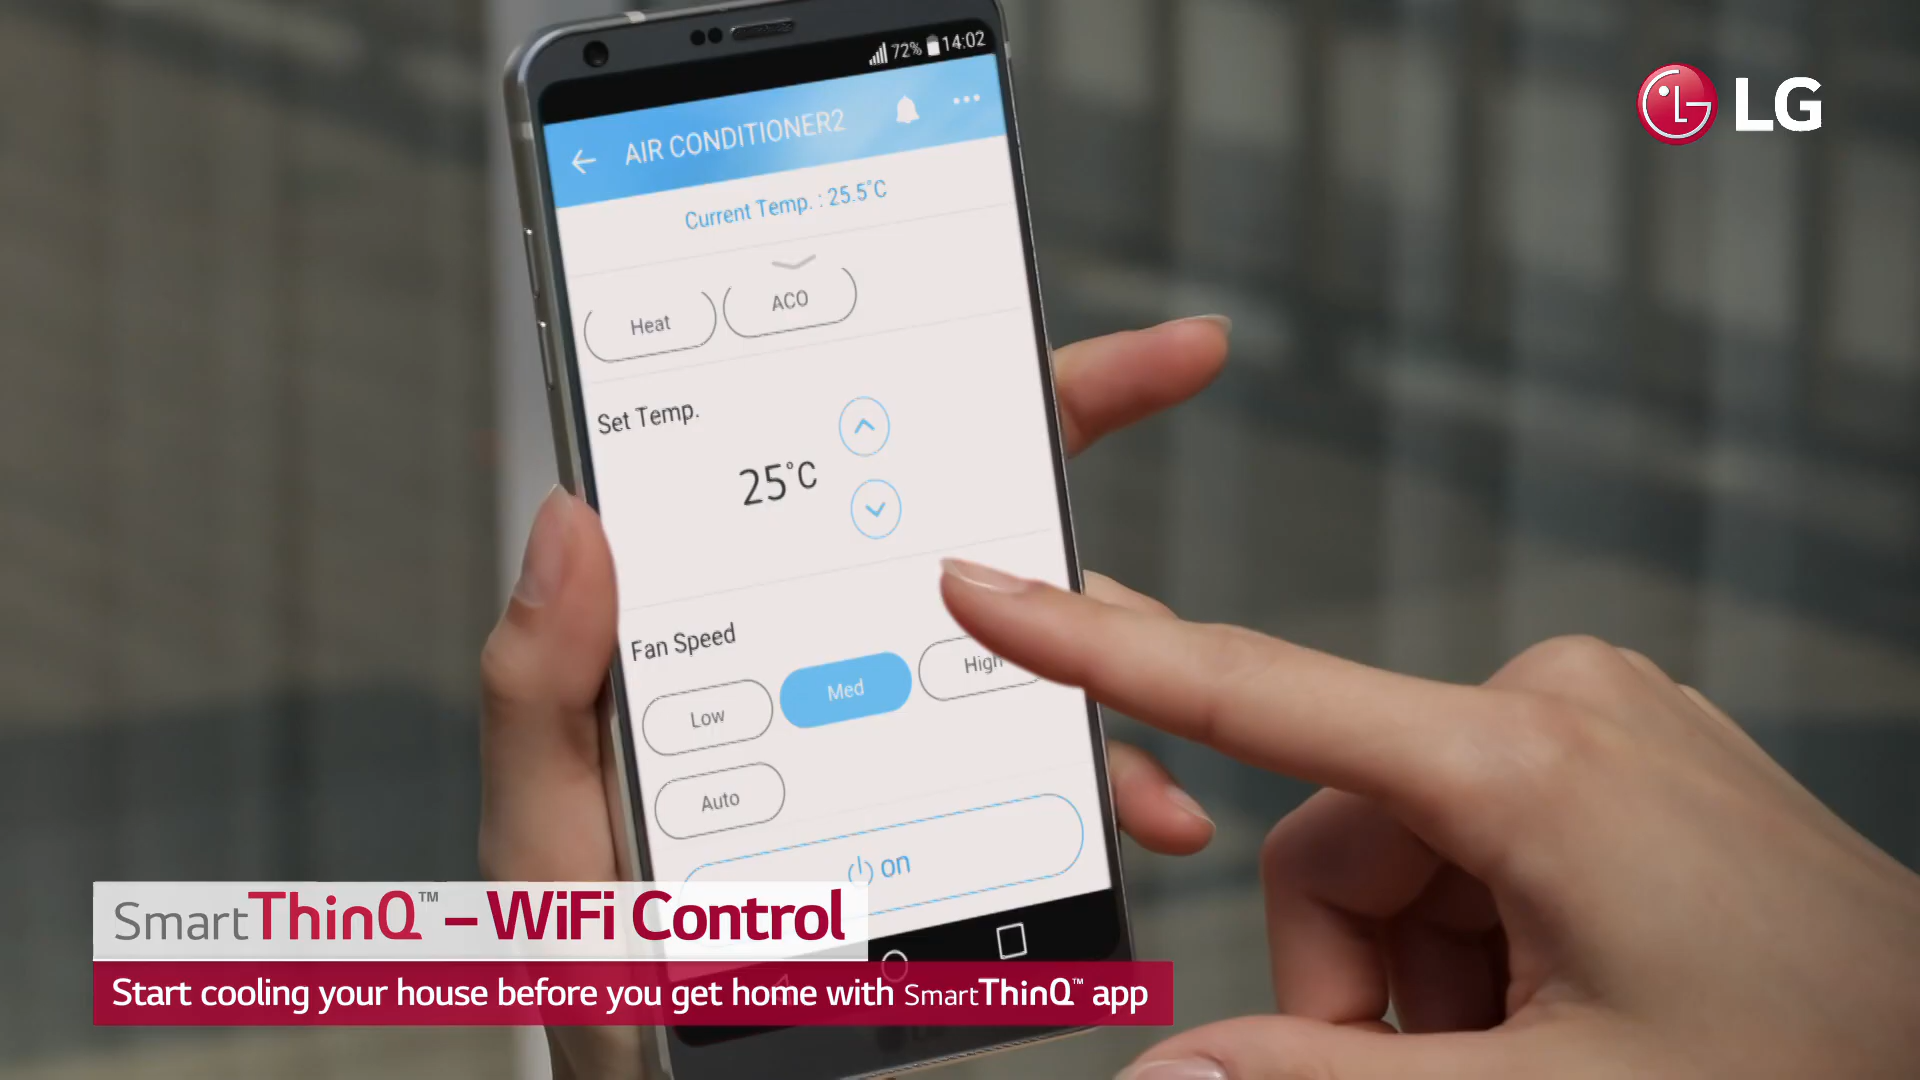 72% 14:02
LG
AIR CONDITIONER2
Current Temp. : 25.5°C
Heat
ACO
Set Temp.
25°C
Fan Speed
Low
Med
High
Auto
on
SmartThinQ™ – WiFi Control
Start cooling your house before you get home with SmartThinQ™ app